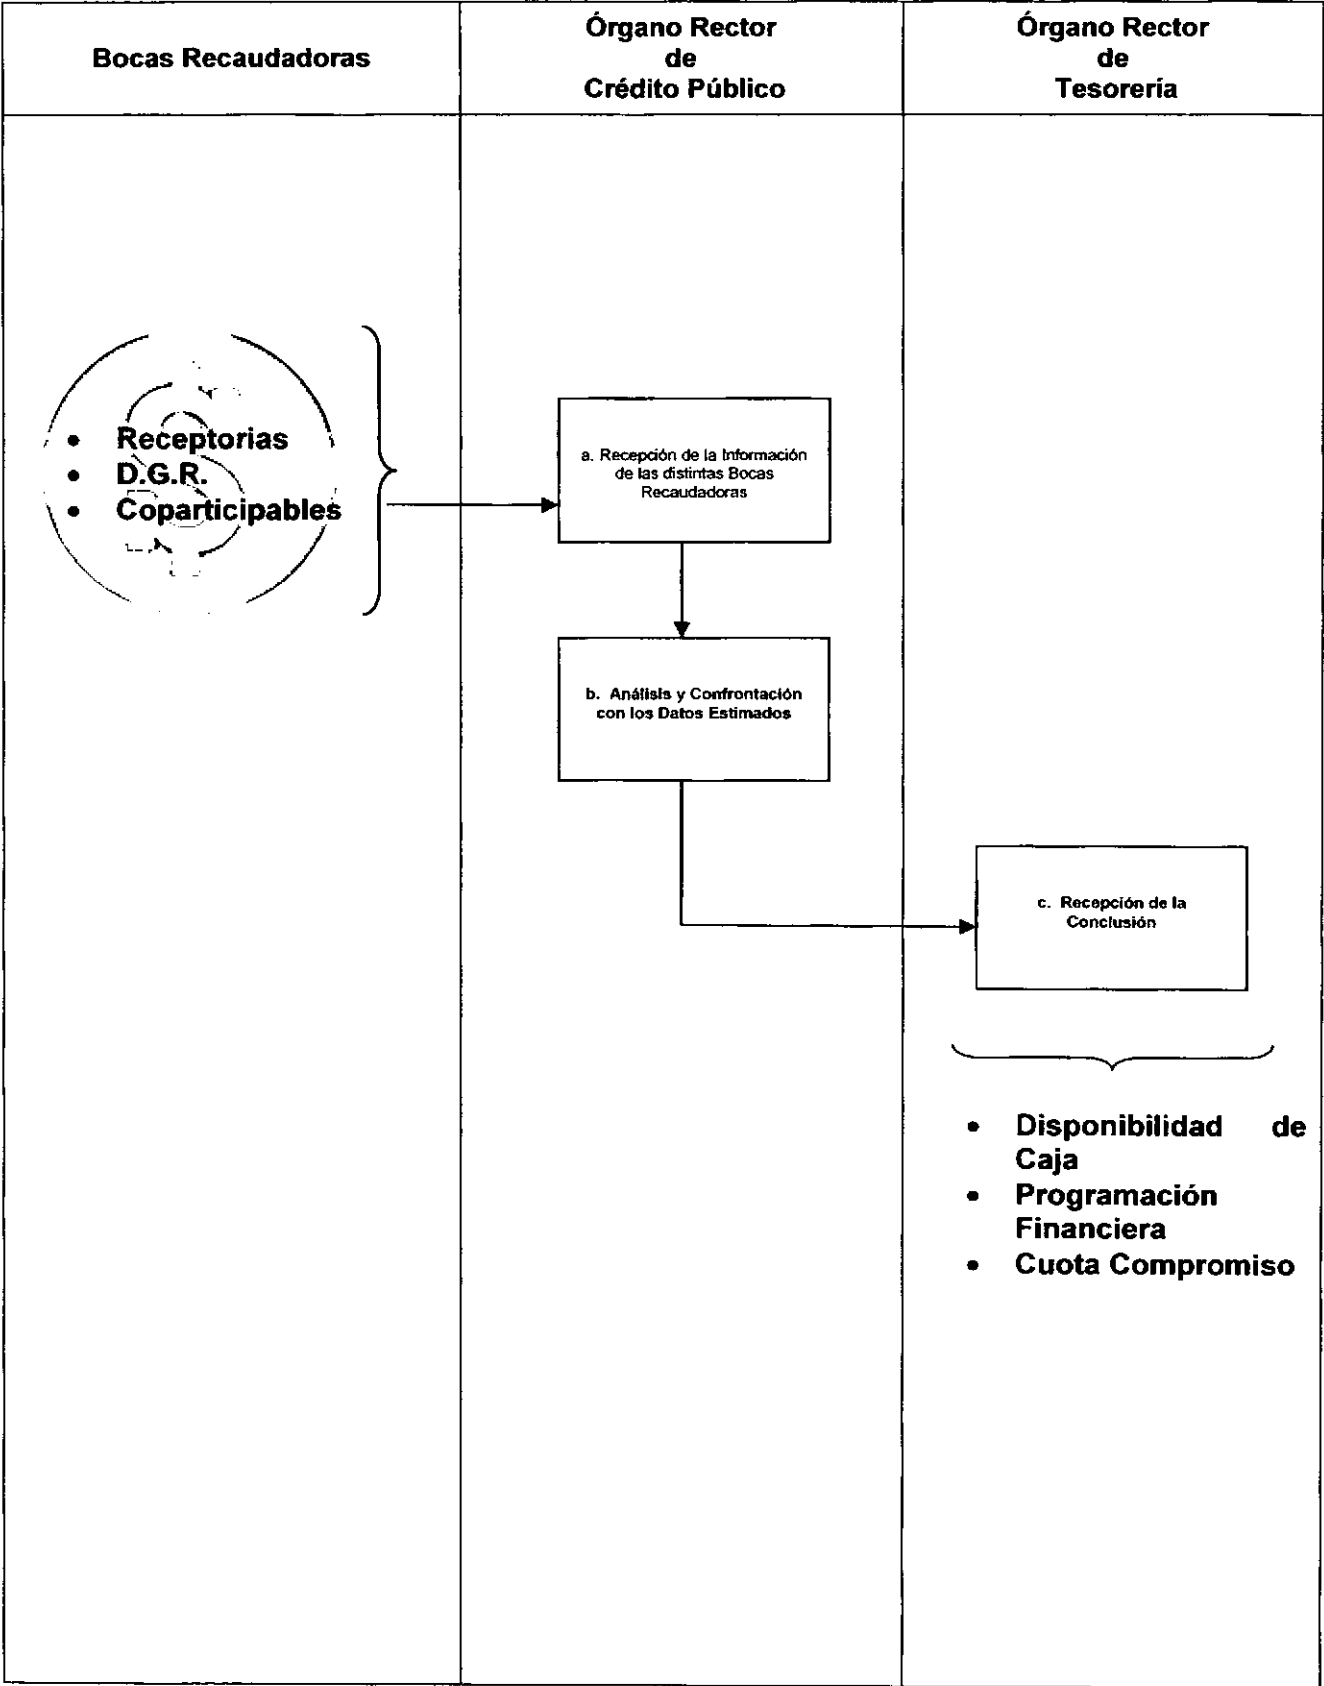 Bocas Recaudadoras
Órgano Rector
de
Crédito Público
Órgano Rector
de
Tesorería
• Receptorias
• D.G.R.
• Coparticipables
a. Recepción de la Información
de las distintas Bocas
Recaudadoras
b. Análisis y Confrontación
con los Datos Estimados
c. Recepción de la
Conclusión
• Disponibilidad de
Caja
• Programación
Financiera
• Cuota Compromiso